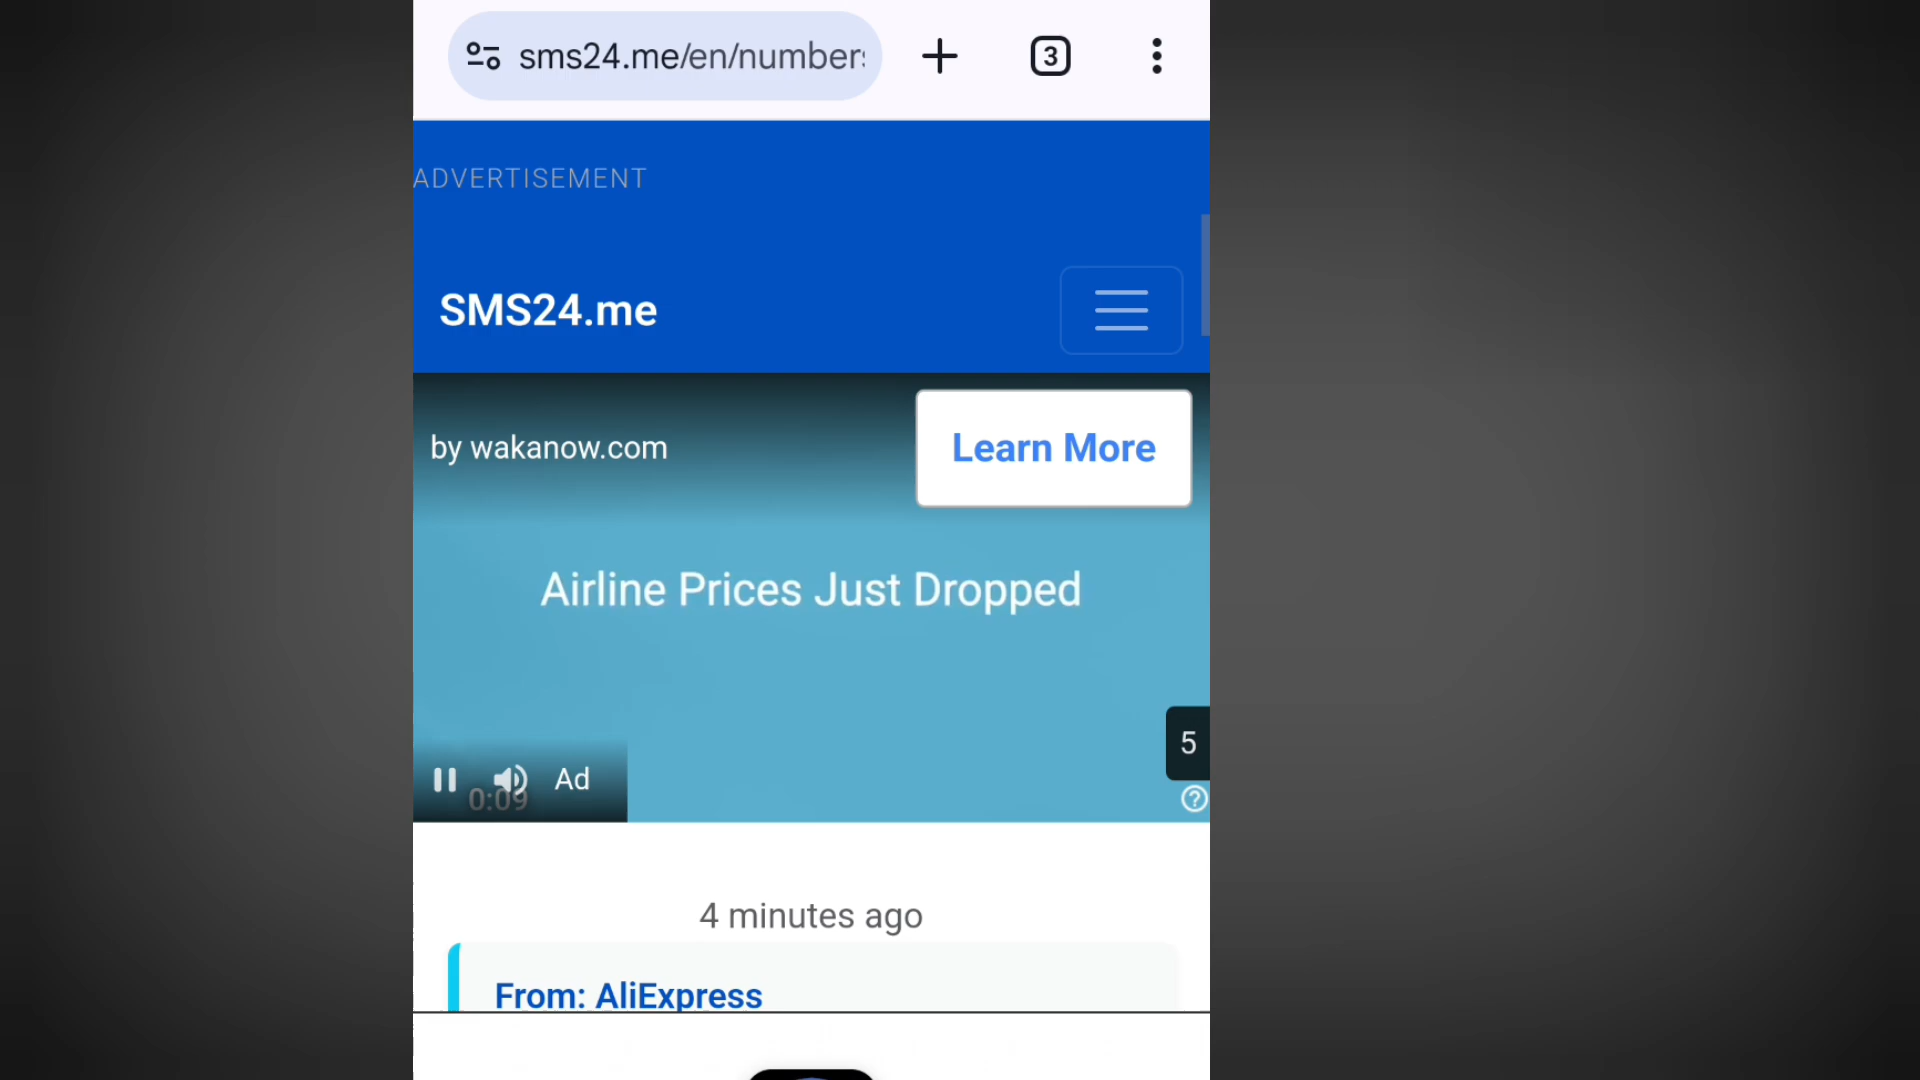 sms24.me/en/number
3
ADVERTISEMENT
SMS24.me
by wakanow.com
Learn More
Airline Prices Just Dropped
5
Ad
0:09
4 minutes ago
From: AliExpress